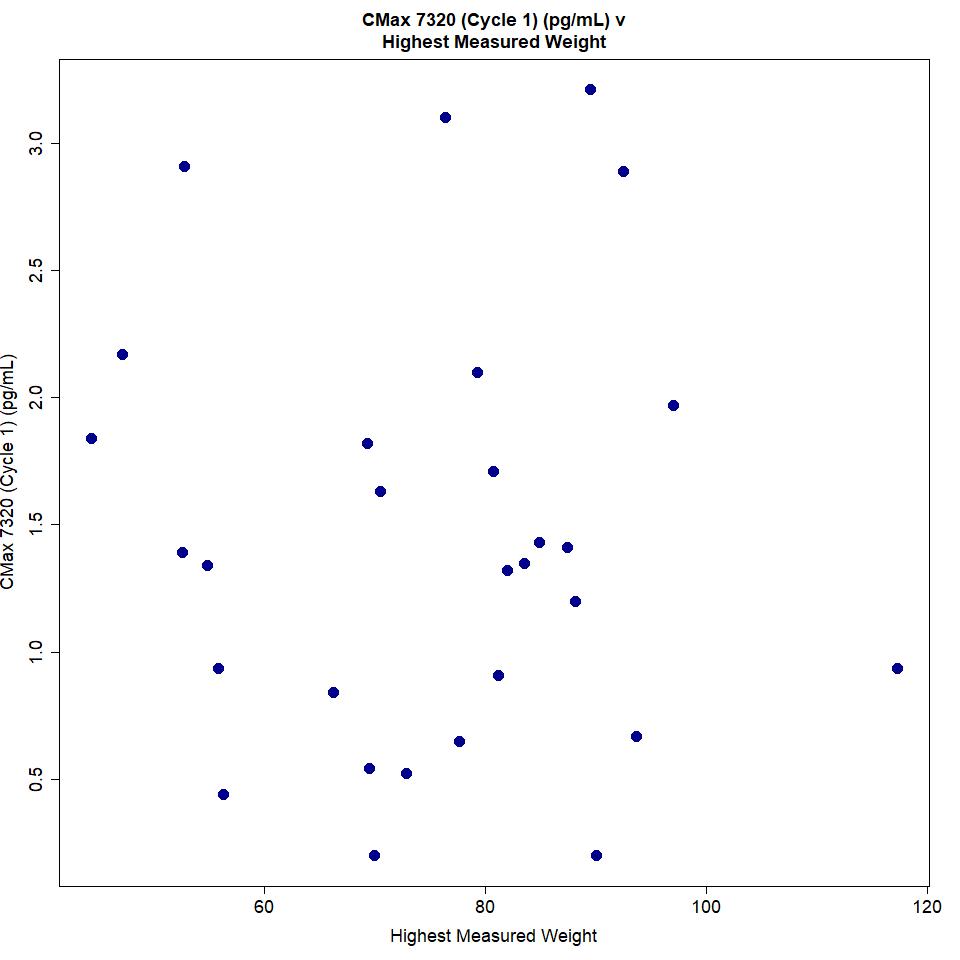 CMax 7320 (Cycle 1) (pg/mL) v
Highest Measured Weight
3.0
2.5
2.0
1.5
1.0
0.5
CMax 7320 (Cycle 1) (pg/mL)
60
80
100
120
Highest Measured Weight